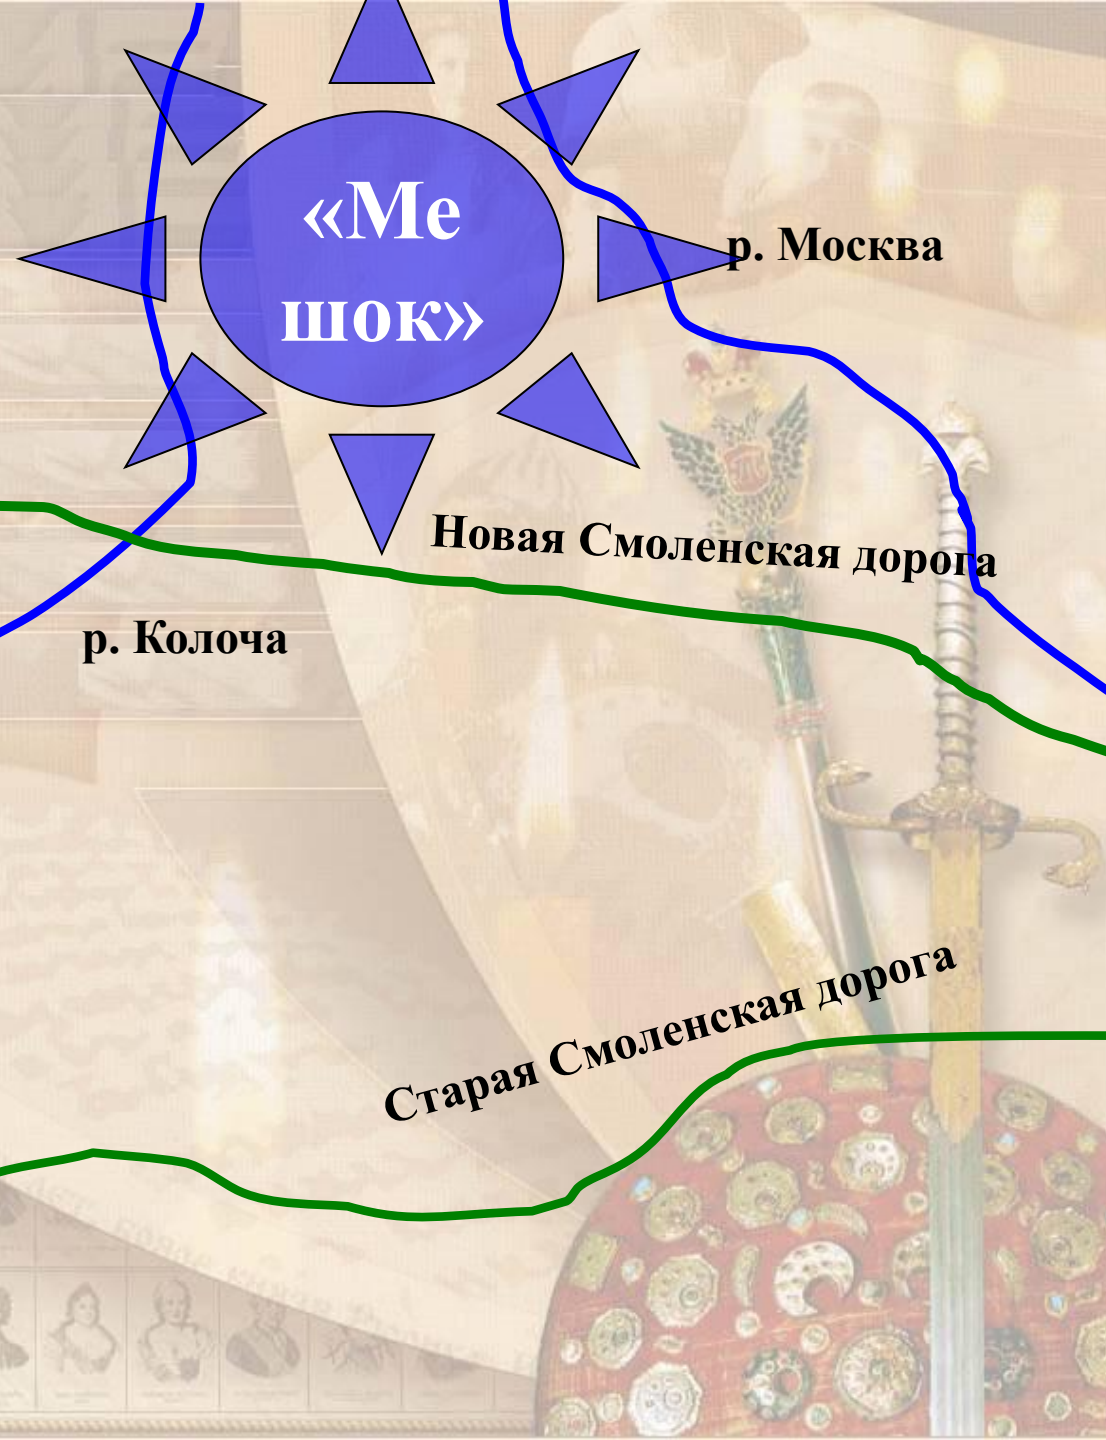 «Ме
шок»
р. Москва
Новая Смоленская дорога
р. Колоча
Старая Смоленская дорога